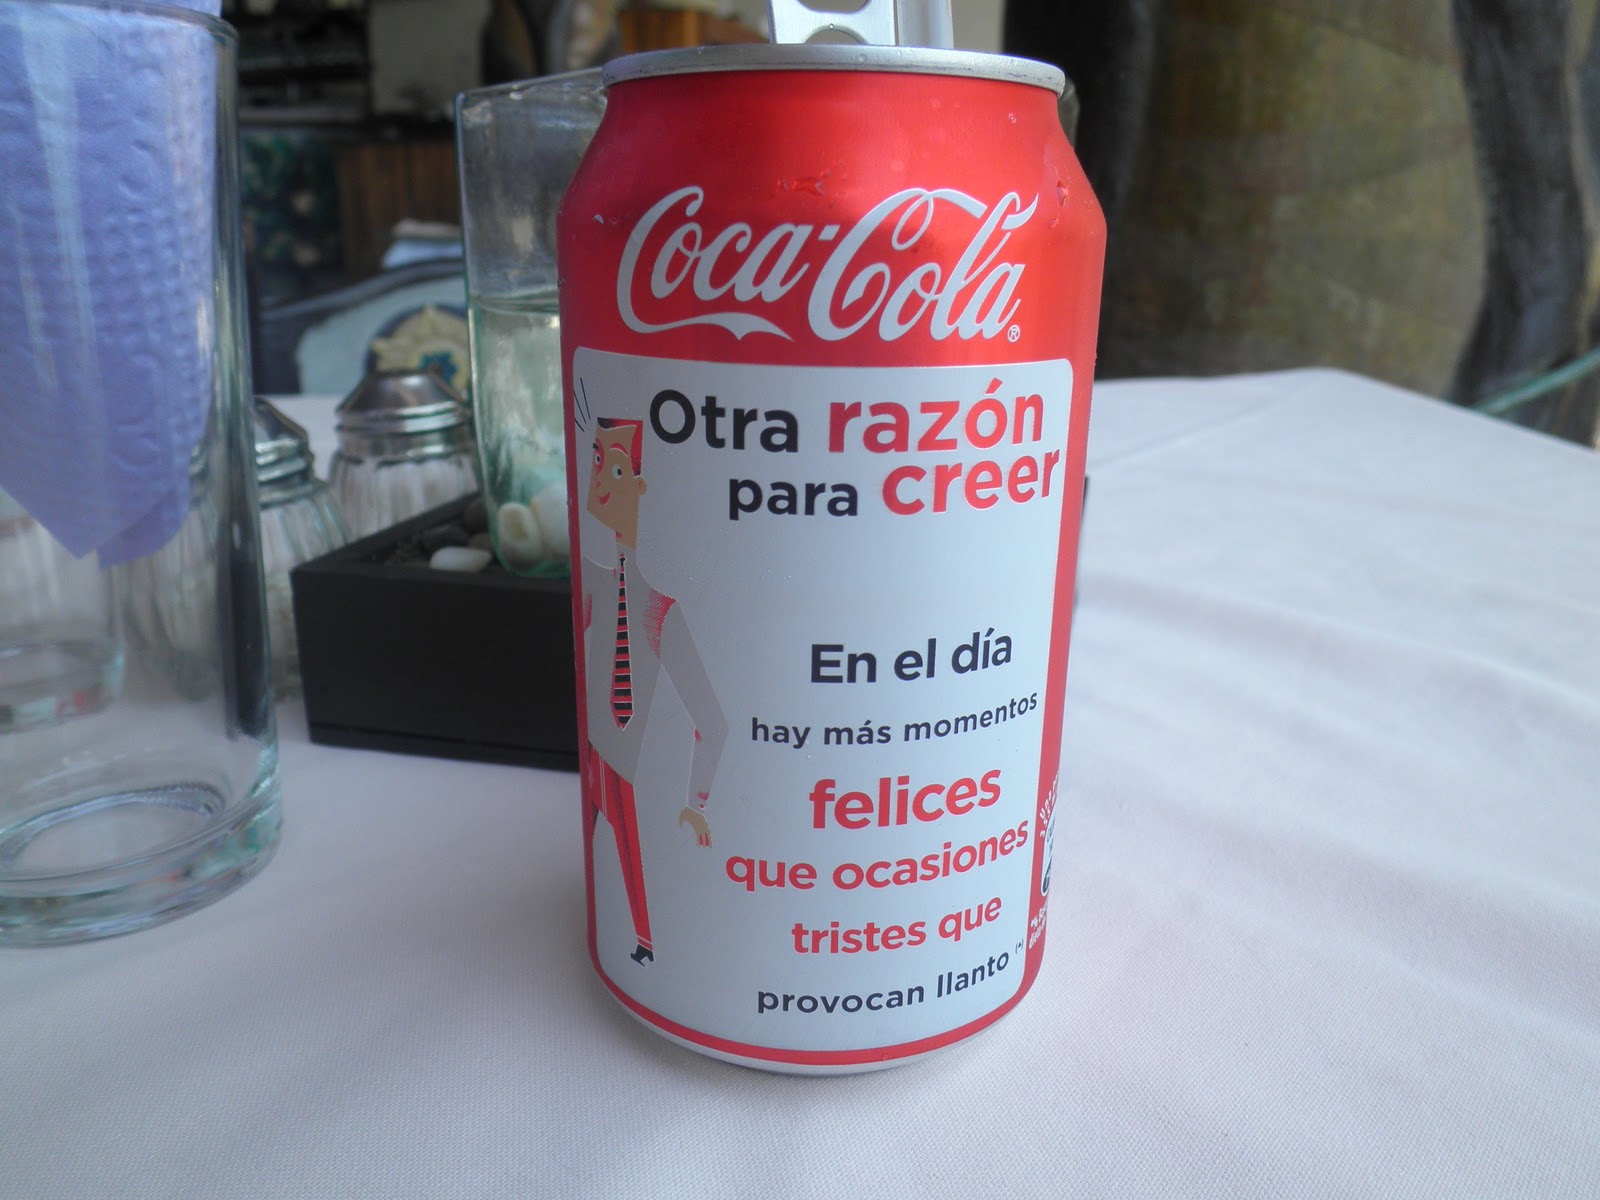 Coca-Cola®
Otra razón
para creer
En el día
hay más momentos
felices
que ocasiones
tristes que
provocan llanto (*)